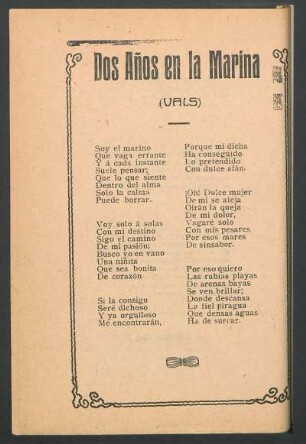 Dos Años en la Marina
(VALS)
Soy el marino
Que vaga errante
Y á cada instante
Suele pensar;
Que lo que siente
Dentro del alma
Solo la calma
Puede borrar.
Voy solo á solas
Con mi destino
Sigo el camino
De mi pasión;
Busco yo en vano
Una niñita
Que sea bonita
De corazón
Si la consigo
Seré dichoso
Y ya orgulloso
Me encontrarán,
Porque mi dicha
Ha conseguido
Lo pretendido
Con dulce afán.
¡Oh! Dulce mujer
De mí se aleja
Oirán la queja
De mi dolor,
Vagaré solo
Con mis pesares
Por esos mares
De sinsabor.
Por eso quiero
Las rubias playas
De arenas bayas
Se ven brillar;
Donde descansa
La fiel piragua
Que densas aguas
Ha de surcar.